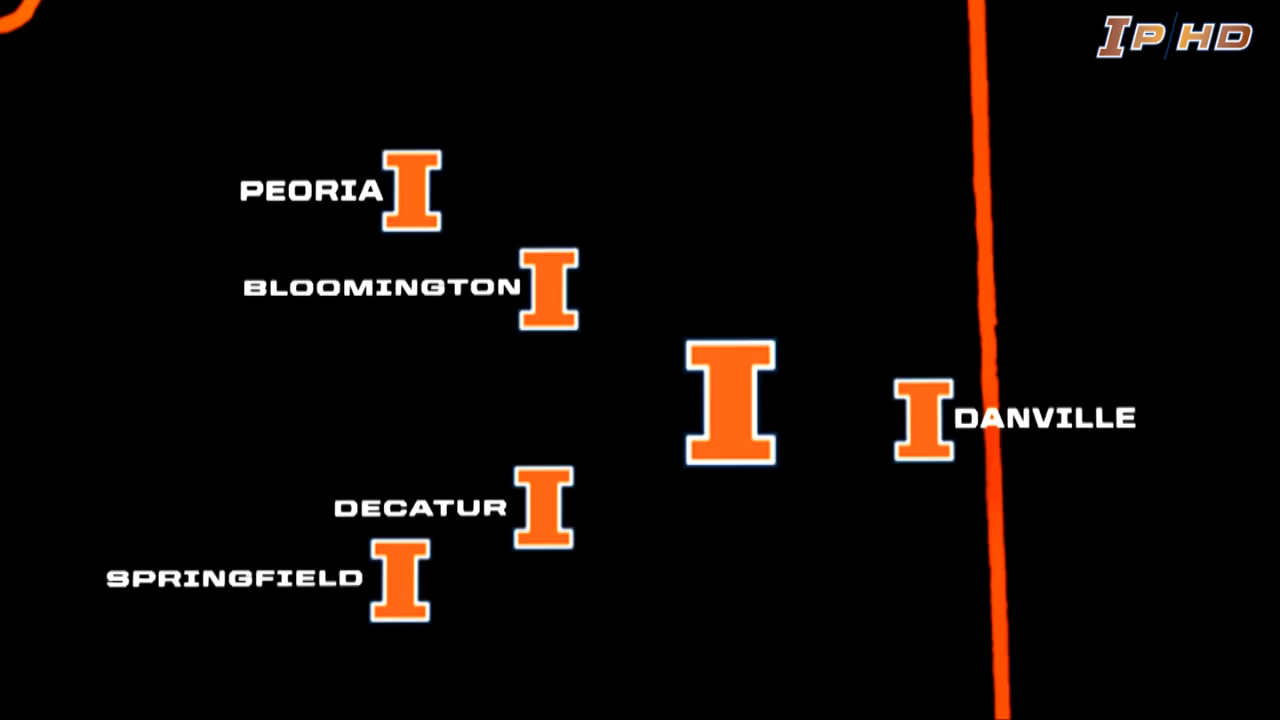 IP/HD
PEORIA I
BLOOMINGTON I
I
I DANVILLE
DECATUR I
SPRINGFIELD I